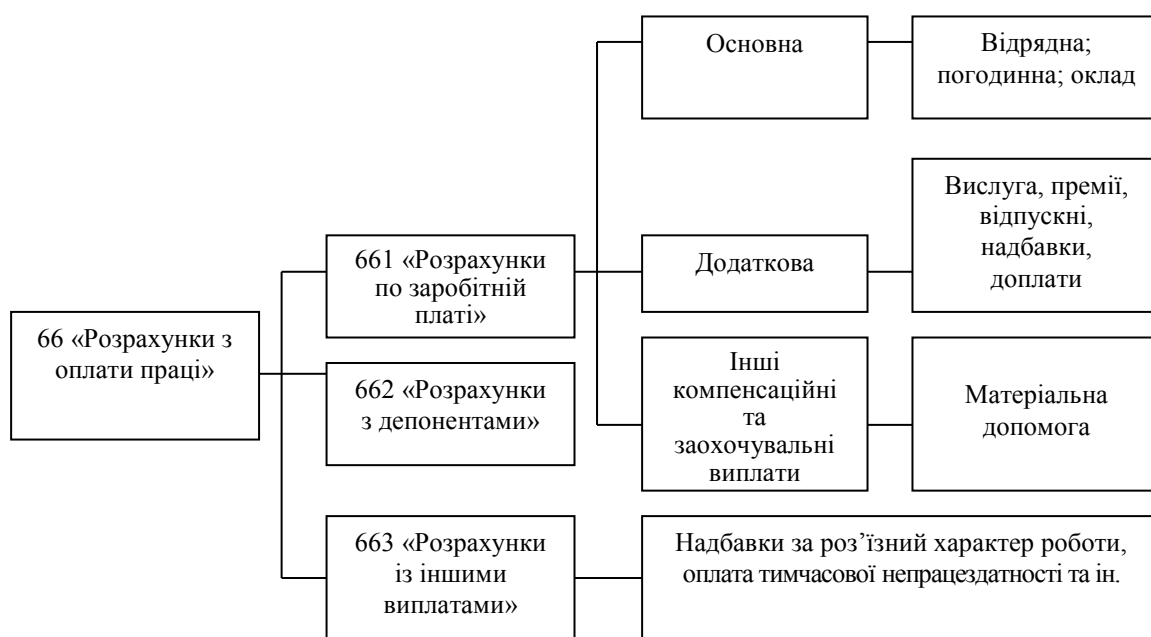 Основна
Відрядна;
погодинна; оклад
Вислуга, премії,
відпускні,
надбавки,
доплати
661 «Розрахунки
по заробітній
платі»
Додаткова
66 «Розрахунки з
оплати праці»
662 «Розрахунки
з депонентами»
Інші
компенсаційні
та
заохочувальні
виплати
Матеріальна
допомога
663 «Розрахунки
із іншими
виплатами»
Надбавки за роз’їзний характер роботи,
оплата тимчасової непрацездатності та ін.